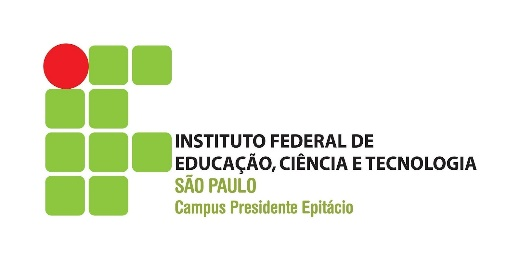 INSTITUTO FEDERAL DE
EDUCAÇÃO, CIÊNCIA E TECNOLOGIA
SÃO PAULO
Campus Presidente Epitácio